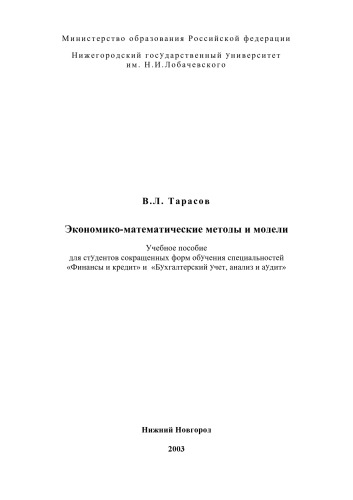 Министерство образования Российской федерации
Нижегородский государственный университет
им. Н.И.Лобачевского
В.Л. Тарасов
Экономико-математические методы и модели
Учебное пособие
для студентов сокращенных форм обучения специальностей
«Финансы и кредит» и «Бухгалтерский учет, анализ и аудит»
Нижний Новгород
2003